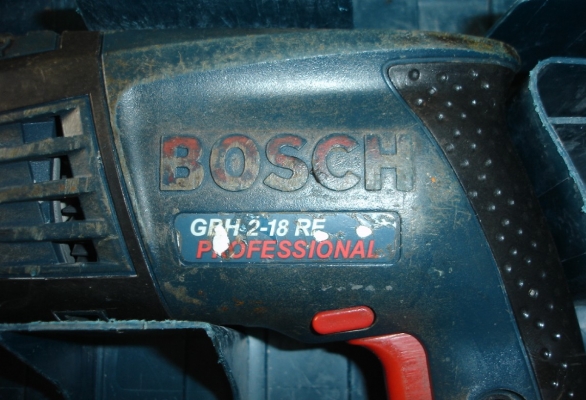 BOSCH
GBH 2-18 RE
PROFESSIONAL